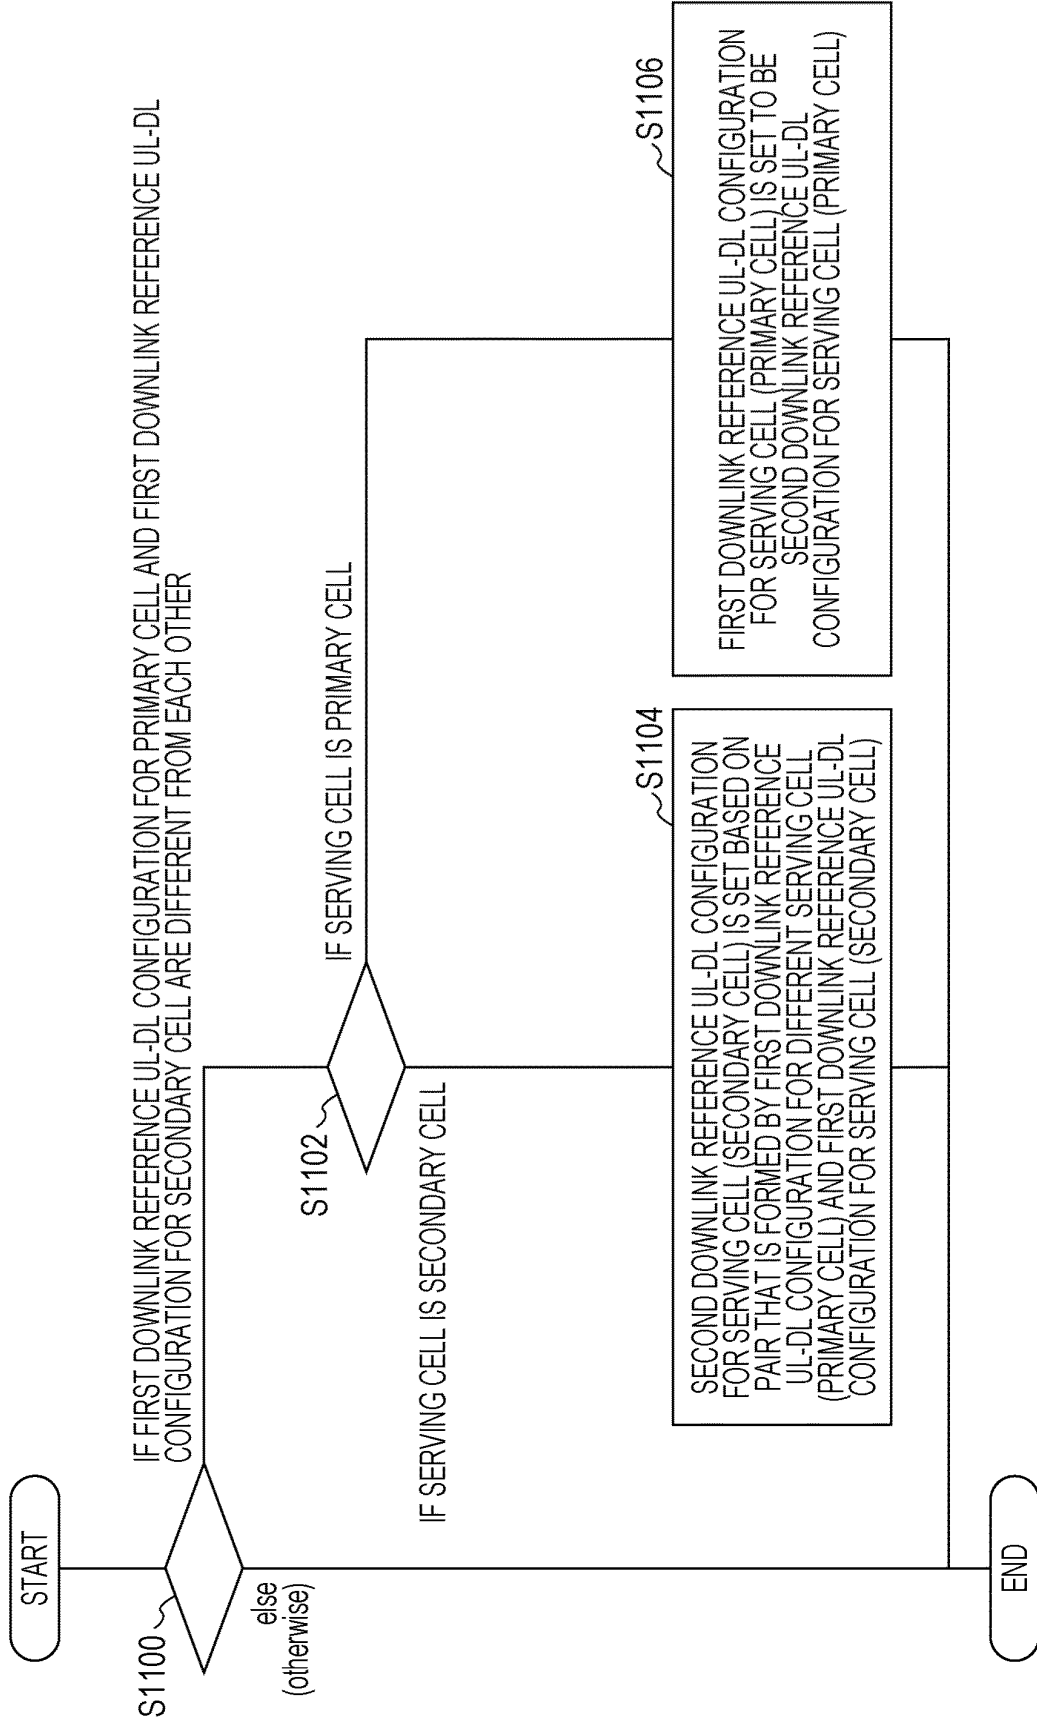 START
S1100
IF FIRST DOWNLINK REFERENCE UL-DL CONFIGURATION FOR PRIMARY CELL AND FIRST DOWNLINK REFERENCE UL-DL
CONFIGURATION FOR SECONDARY CELL ARE DIFFERENT FROM EACH OTHER
else
(otherwise)
S1102
IF SERVING CELL IS PRIMARY CELL
IF SERVING CELL IS SECONDARY CELL
S1104
SECOND DOWNLINK REFERENCE UL-DL CONFIGURATION
FOR SERVING CELL (SECONDARY CELL) IS SET BASED ON
PAIR THAT IS FORMED BY FIRST DOWNLINK REFERENCE
UL-DL CONFIGURATION FOR DIFFERENT SERVING CELL
(PRIMARY CELL) AND FIRST DOWNLINK REFERENCE UL-DL
CONFIGURATION FOR SERVING CELL (SECONDARY CELL)
S1106
FIRST DOWNLINK REFERENCE UL-DL CONFIGURATION
FOR SERVING CELL (PRIMARY CELL) IS SET TO BE
SECOND DOWNLINK REFERENCE UL-DL
CONFIGURATION FOR SERVING CELL (PRIMARY CELL)
END